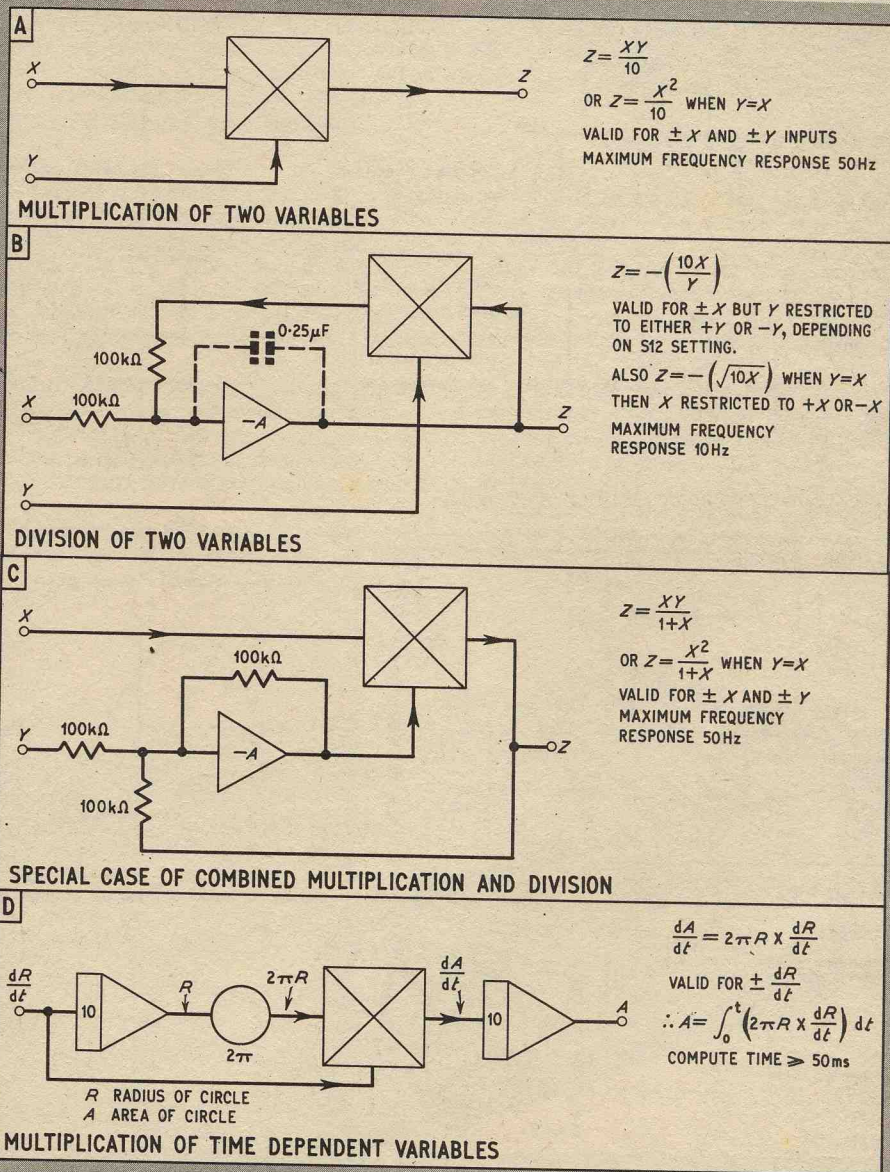 A
X
Y
Z
Z = XY/10
OR Z = X²/10 WHEN Y=X
VALID FOR ± X AND ± Y INPUTS
MAXIMUM FREQUENCY RESPONSE 50Hz
MULTIPLICATION OF TWO VARIABLES
B
0·25μF
100kΩ
X
100kΩ
-A
Z
Y
Z = -(10X/Y)
VALID FOR ± X BUT Y RESTRICTED
TO EITHER +Y OR -Y, DEPENDING
ON S12 SETTING.
ALSO Z = -(√10X) WHEN Y=X
THEN X RESTRICTED TO +X OR -X
MAXIMUM FREQUENCY
RESPONSE 10Hz
DIVISION OF TWO VARIABLES
C
X
100kΩ
Y
100kΩ
-A
Z
100kΩ
Z = XY/1+X
OR Z = X²/1+X WHEN Y=X
VALID FOR ± X AND ± Y
MAXIMUM FREQUENCY
RESPONSE 50Hz
SPECIAL CASE OF COMBINED MULTIPLICATION AND DIVISION
D
dR/dt
10
R
2π
2πR
dA/dt
10
A
R RADIUS OF CIRCLE
A AREA OF CIRCLE
dA/dt = 2πR X dR/dt
VALID FOR ± dR/dt
∴ A = ∫₀ᵗ (2πR X dR/dt) dt
COMPUTE TIME ⩾ 50ms
MULTIPLICATION OF TIME DEPENDENT VARIABLES